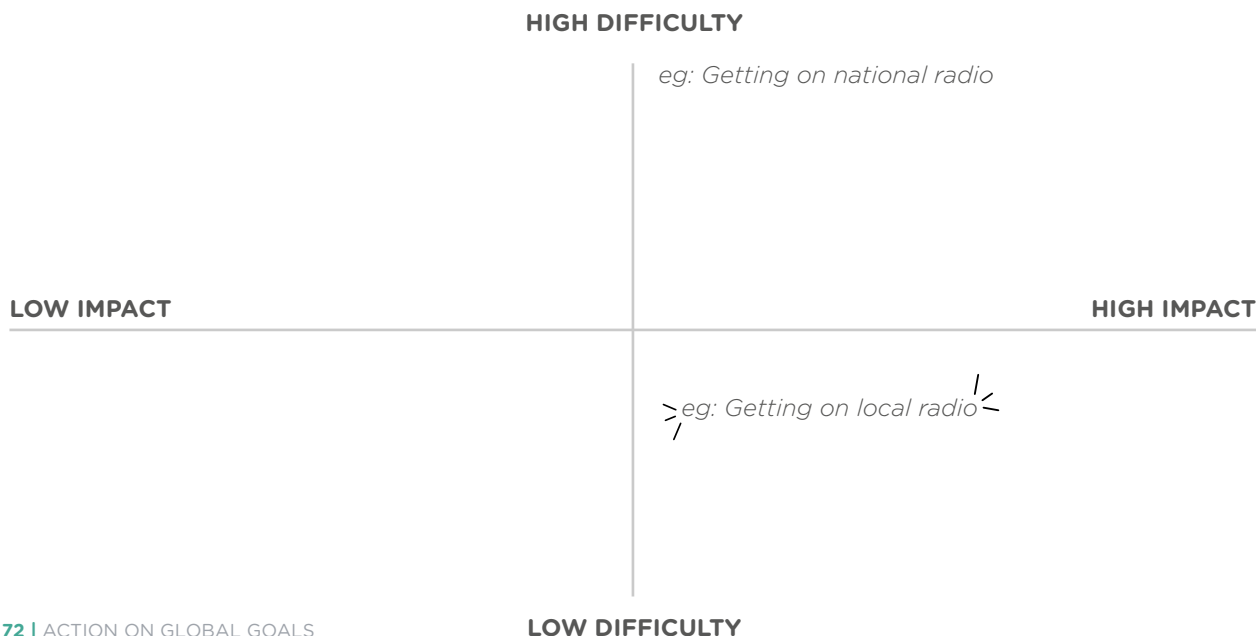 HIGH DIFFICULTY
eg: Getting on national radio
LOW IMPACT
HIGH IMPACT
eg: Getting on local radio
72 | ACTION ON GLOBAL GOALS
LOW DIFFICULTY